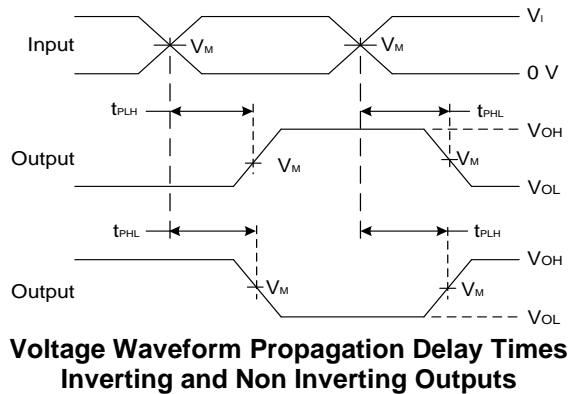 VI
Input VM VM
0 V
tPLH tPHL
VOH
Output VM VM
VOL
tPHL tPLH
VOH
Output VM VM
VOL
Voltage Waveform Propagation Delay Times
Inverting and Non Inverting Outputs